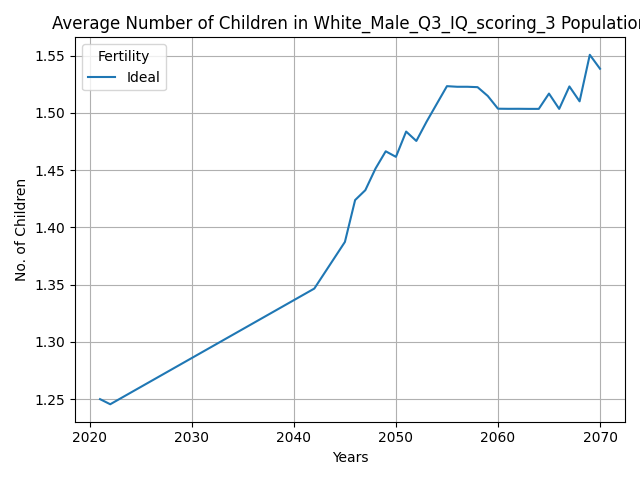 Average Number of Children in White_Male_Q3_IQ_scoring_3 Population
Fertility
Ideal
No. of Children
1.55
1.50
1.45
1.40
1.35
1.30
1.25
2020 2030 2040 2050 2060 2070
Years